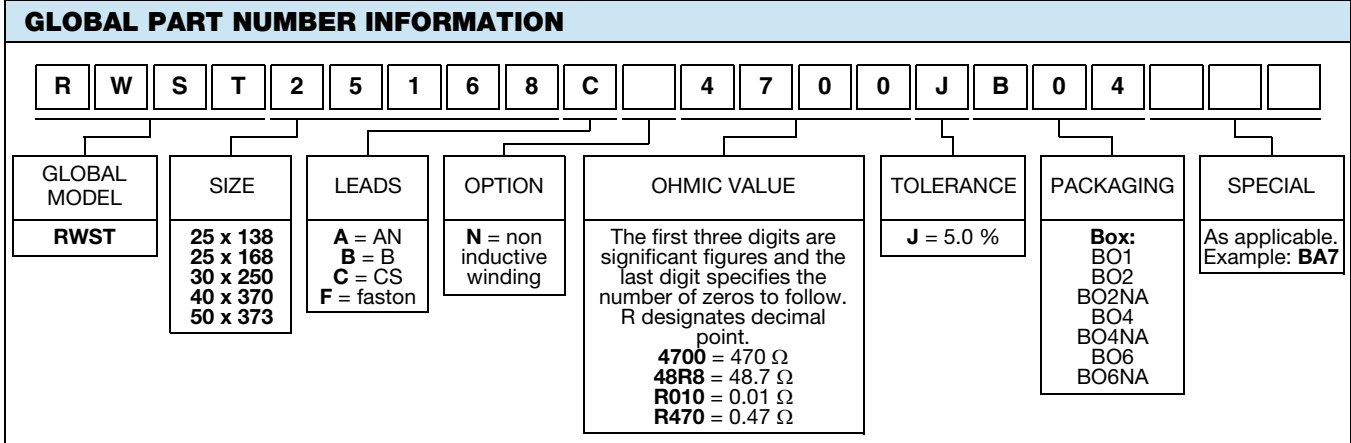 GLOBAL PART NUMBER INFORMATION
R W S T 2 5 1 6 8 C 4 7 0 0 J B 0 4
GLOBAL
MODEL
RWST
SIZE
25 x 138
25 x 168
30 x 250
40 x 370
50 x 373
LEADS
A = AN
B = B
C = CS
F = faston
OPTION
N = non
inductive
winding
OHMIC VALUE
The first three digits are
significant figures and the
last digit specifies the
number of zeros to follow.
R designates decimal
point.
4700 = 470 Ω
48R8 = 48.7 Ω
R010 = 0.01 Ω
R470 = 0.47 Ω
TOLERANCE
J = 5.0 %
PACKAGING
Box:
BO1
BO2
BO2NA
BO4
BO4NA
BO6
BO6NA
SPECIAL
As applicable.
Example: BA7